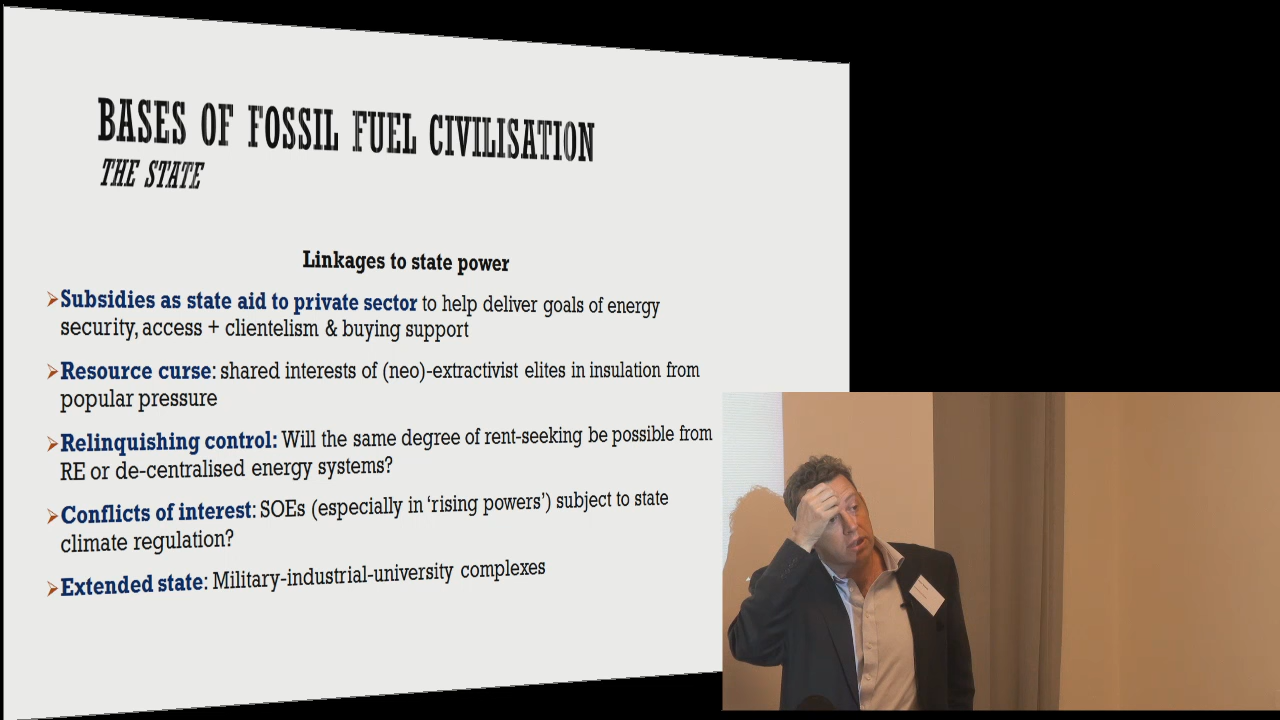 BASES OF FOSSIL FUEL CIVILISATION
THE STATE
Linkages to state power
➢Subsidies as state aid to private sector to help deliver goals of energy
security, access + clientelism & buying support
➢Resource curse: shared interests of (neo)-extractivist elites in insulation from
popular pressure
➢Relinquishing control: Will the same degree of rent-seeking be possible from
RE or de-centralised energy systems?
➢Conflicts of interest: SOEs (especially in ‘rising powers’) subject to state
climate regulation?
➢Extended state: Military-industrial-university complexes